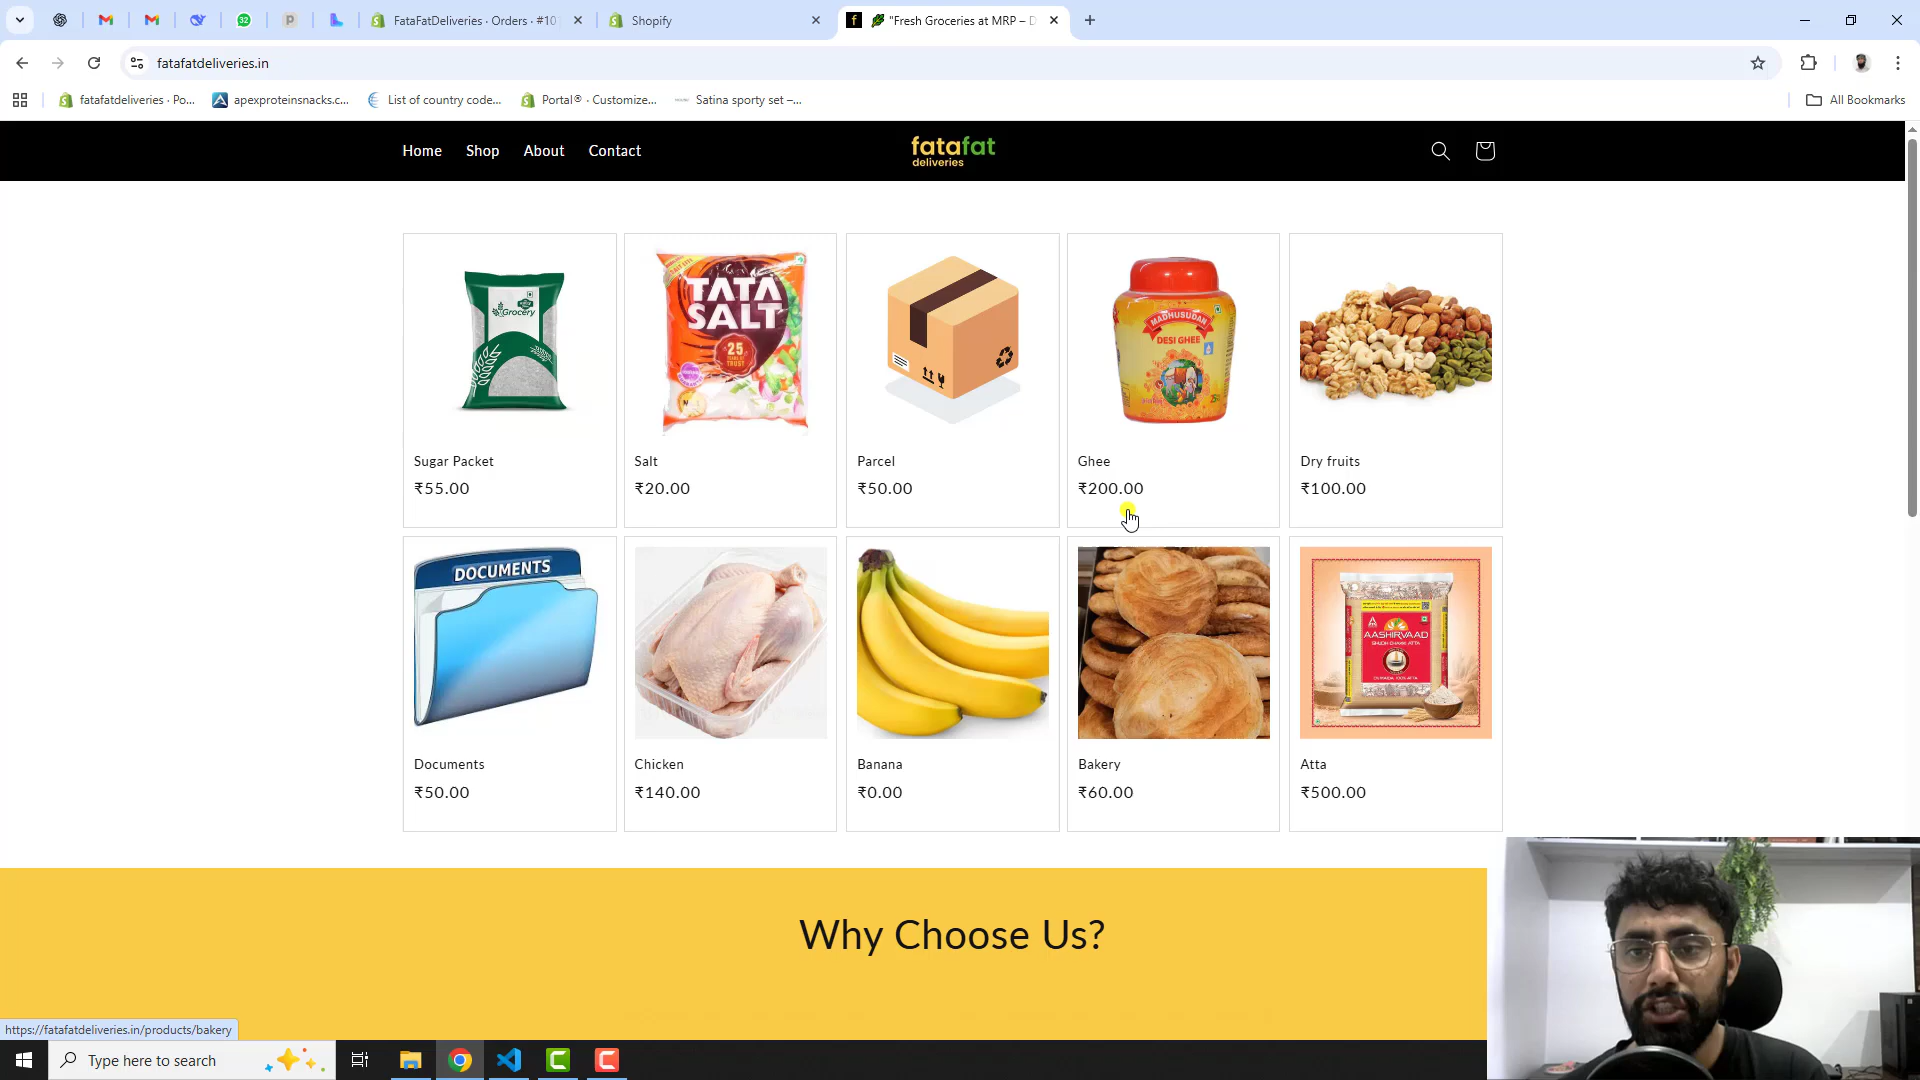 32
FataFatDeliveries · Orders · #10
Shopify
"Fresh Groceries at MRP – D
fatafatdeliveries.in
fatafatdeliveries · Po...
apexproteinsnacks.c...
List of country code...
Portal® · Customize...
Satina sporty set –...
All Bookmarks
Home
Shop
About
Contact
fatafat
deliveries
Grocery
TATA
SALT
25
MADHUSUDAN
DESI GHEE
Sugar Packet
Salt
Parcel
Ghee
Dry fruits
₹55.00
₹20.00
₹50.00
₹200.00
₹100.00
DOCUMENTS
AASHIRVAAD
Documents
Chicken
Banana
Bakery
Atta
₹50.00
₹140.00
₹0.00
₹60.00
₹500.00
Why Choose Us?
https://fatafatdeliveries.in/products/bakery
Type here to search